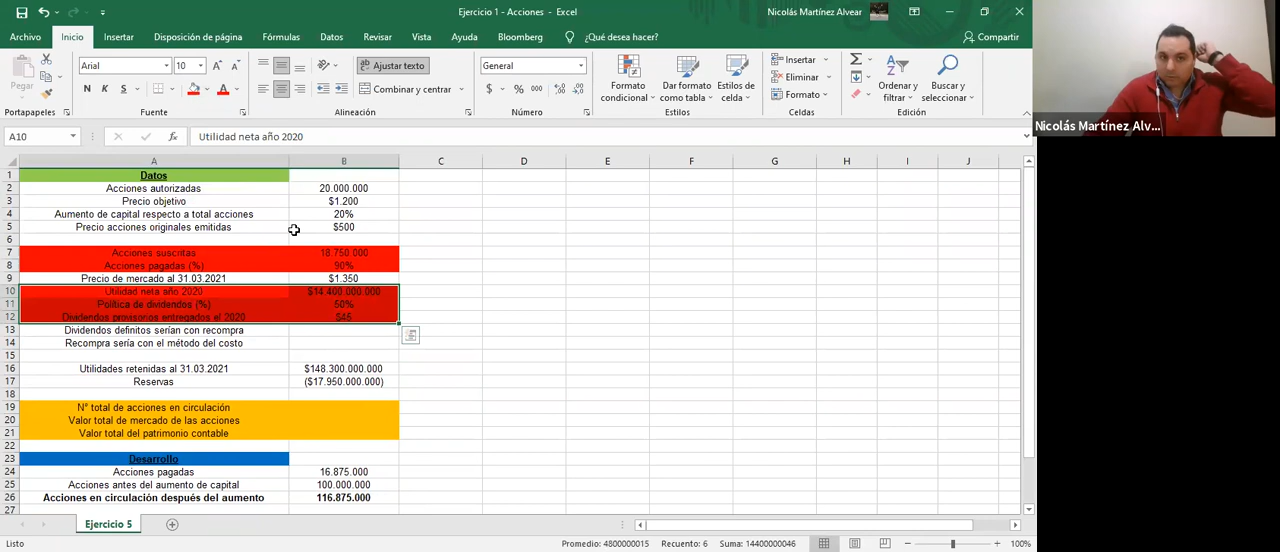 Ejercicio 1 - Acciones - Excel
Nicolás Martínez Alvear
Archivo Inicio Insertar Disposición de página Fórmulas Datos Revisar Vista Ayuda Bloomberg ¿Qué desea hacer? Compartir
Pegar
Arial 10
N K S
Ajustar texto
Combinar y centrar
General
$ % 000
Formato condicional
Dar formato como tabla
Estilos de celda
Insertar
Eliminar
Formato
Ordenar y filtrar
Buscar y seleccionar
Portapapeles Fuente Alineación Número Estilos Celdas Edición
Nicolás Martínez Alv...
A10 fx Utilidad neta año 2020
A B C D E F G H I J
1 Datos
2 Acciones autorizadas 20.000.000
3 Precio objetivo $1.200
4 Aumento de capital respecto a total acciones 20%
5 Precio acciones originales emitidas $500
6
7 Acciones suscritas 18.750.000
8 Acciones pagadas (%) 90%
9 Precio de mercado al 31.03.2021 $1.350
10 Utilidad neta año 2020 $14.400.000.000
11 Política de dividendos (%) 50%
12 Dividendos provisorios entregados el 2020 $45
13 Dividendos definitos serían con recompra
14 Recompra sería con el método del costo
15
16 Utilidades retenidas al 31.03.2021 $148.300.000.000
17 Reservas ($17.950.000.000)
18
19 N° total de acciones en circulación
20 Valor total de mercado de las acciones
21 Valor total del patrimonio contable
22
23 Desarrollo
24 Acciones pagadas 16.875.000
25 Acciones antes del aumento de capital 100.000.000
26 Acciones en circulación después del aumento 116.875.000
27
Ejercicio 5
Listo Promedio: 4800000015 Recuento: 6 Suma: 14400000046 100%